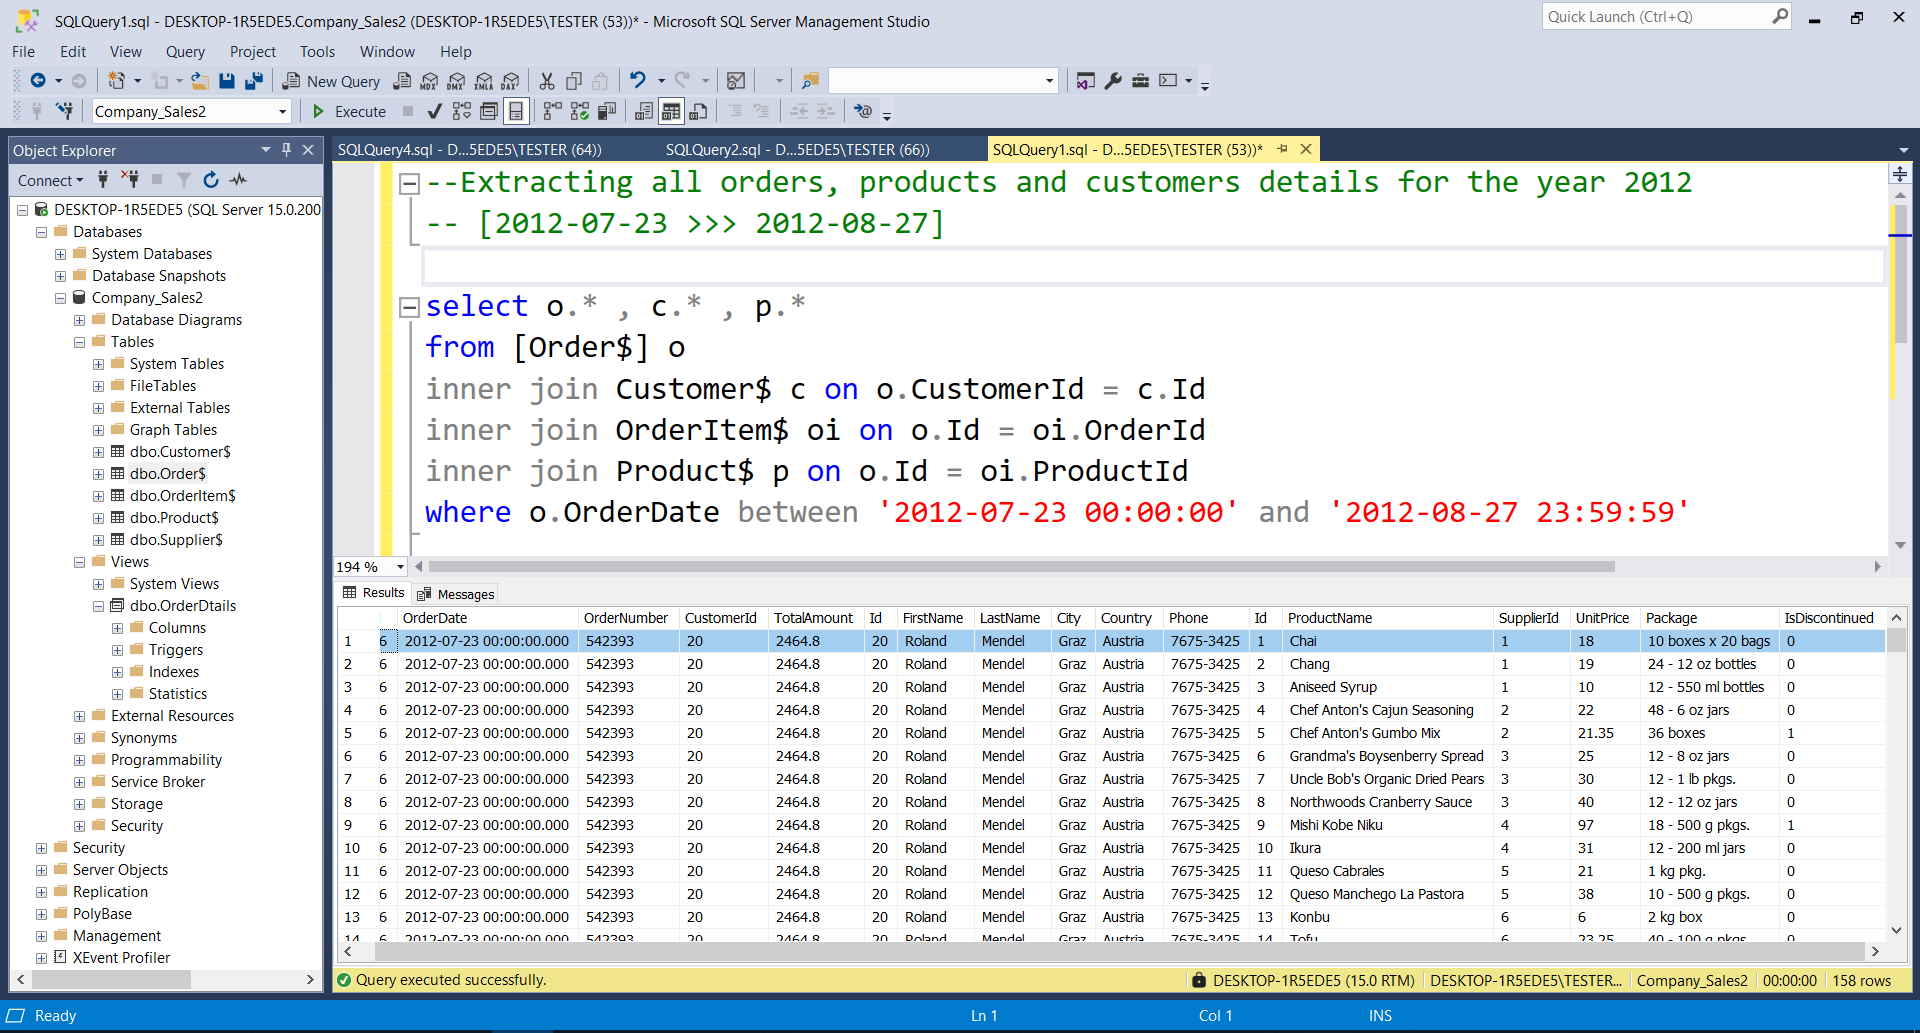 SQLQuery1.sql - DESKTOP-1R5EDE5.Company_Sales2 (DESKTOP-1R5EDE5\TESTER (53))* - Microsoft SQL Server Management Studio
Quick Launch (Ctrl+Q)
File Edit View Query Project Tools Window Help
New Query MDX DMX XMLA DAX
Company_Sales2 Execute
Object Explorer
Connect
DESKTOP-1R5EDE5 (SQL Server 15.0.200
Databases
System Databases
Database Snapshots
Company_Sales2
Database Diagrams
Tables
System Tables
FileTables
External Tables
Graph Tables
dbo.Customer$
dbo.Order$
dbo.OrderItem$
dbo.Product$
dbo.Supplier$
Views
System Views
dbo.OrderDtails
Columns
Triggers
Indexes
Statistics
External Resources
Synonyms
Programmability
Service Broker
Storage
Security
Security
Server Objects
Replication
PolyBase
Management
XEvent Profiler
SQLQuery4.sql - D...5EDE5\TESTER (64)) SQLQuery2.sql - D...5EDE5\TESTER (66)) SQLQuery1.sql - D...5EDE5\TESTER (53))*
--Extracting all orders, products and customers details for the year 2012
-- [2012-07-23 >>> 2012-08-27]
select o.* , c.* , p.*
from [Order$] o
inner join Customer$ c on o.CustomerId = c.Id
inner join OrderItem$ oi on o.Id = oi.OrderId
inner join Product$ p on o.Id = oi.ProductId
where o.OrderDate between '2012-07-23 00:00:00' and '2012-08-27 23:59:59'
194 %
Results Messages
OrderDate OrderNumber CustomerId TotalAmount Id FirstName LastName City Country Phone Id ProductName SupplierId UnitPrice Package IsDiscontinued
1 6 2012-07-23 00:00:00.000 542393 20 2464.8 20 Roland Mendel Graz Austria 7675-3425 1 Chai 1 18 10 boxes x 20 bags 0
2 6 2012-07-23 00:00:00.000 542393 20 2464.8 20 Roland Mendel Graz Austria 7675-3425 2 Chang 1 19 24 - 12 oz bottles 0
3 6 2012-07-23 00:00:00.000 542393 20 2464.8 20 Roland Mendel Graz Austria 7675-3425 3 Aniseed Syrup 1 10 12 - 550 ml bottles 0
4 6 2012-07-23 00:00:00.000 542393 20 2464.8 20 Roland Mendel Graz Austria 7675-3425 4 Chef Anton's Cajun Seasoning 2 22 48 - 6 oz jars 0
5 6 2012-07-23 00:00:00.000 542393 20 2464.8 20 Roland Mendel Graz Austria 7675-3425 5 Chef Anton's Gumbo Mix 2 21.35 36 boxes 1
6 6 2012-07-23 00:00:00.000 542393 20 2464.8 20 Roland Mendel Graz Austria 7675-3425 6 Grandma's Boysenberry Spread 3 25 12 - 8 oz jars 0
7 6 2012-07-23 00:00:00.000 542393 20 2464.8 20 Roland Mendel Graz Austria 7675-3425 7 Uncle Bob's Organic Dried Pears 3 30 12 - 1 lb pkgs. 0
8 6 2012-07-23 00:00:00.000 542393 20 2464.8 20 Roland Mendel Graz Austria 7675-3425 8 Northwoods Cranberry Sauce 3 40 12 - 12 oz jars 0
9 6 2012-07-23 00:00:00.000 542393 20 2464.8 20 Roland Mendel Graz Austria 7675-3425 9 Mishi Kobe Niku 4 97 18 - 500 g pkgs. 1
10 6 2012-07-23 00:00:00.000 542393 20 2464.8 20 Roland Mendel Graz Austria 7675-3425 10 Ikura 4 31 12 - 200 ml jars 0
11 6 2012-07-23 00:00:00.000 542393 20 2464.8 20 Roland Mendel Graz Austria 7675-3425 11 Queso Cabrales 5 21 1 kg pkg. 0
12 6 2012-07-23 00:00:00.000 542393 20 2464.8 20 Roland Mendel Graz Austria 7675-3425 12 Queso Manchego La Pastora 5 38 10 - 500 g pkgs. 0
13 6 2012-07-23 00:00:00.000 542393 20 2464.8 20 Roland Mendel Graz Austria 7675-3425 13 Konbu 6 6 2 kg box 0
14 6 2012-07-23 00:00:00.000 542393 20 2464.8 20 Roland Mendel Graz Austria 7675-3425 14 Tofu 6 23.25 40 - 100 g pkgs. 0
Query executed successfully. DESKTOP-1R5EDE5 (15.0 RTM) DESKTOP-1R5EDE5\TESTER... Company_Sales2 00:00:00 158 rows
Ready Ln 1 Col 1 INS